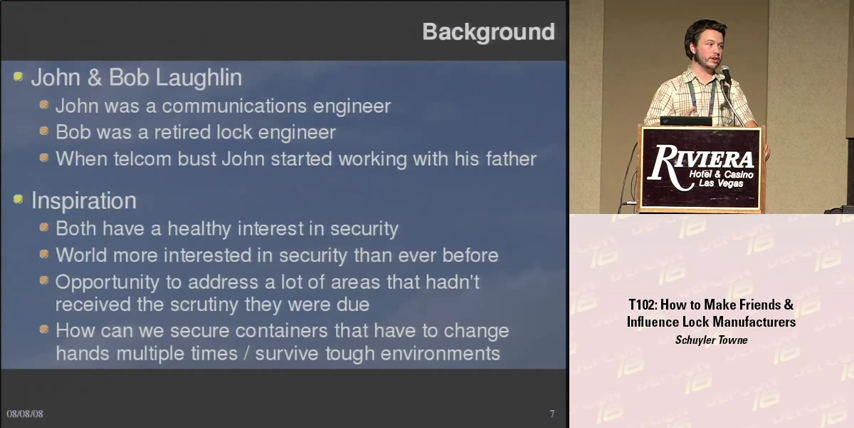 Background
John & Bob Laughlin
John was a communications engineer
Bob was a retired lock engineer
When telcom bust John started working with his father
Inspiration
Both have a healthy interest in security
World more interested in security than ever before
Opportunity to address a lot of areas that hadn't
received the scrutiny they were due
How can we secure containers that have to change
hands multiple times / survive tough environments
08/08/08
7
RIVIERA
Hotel & Casino
Las Vegas
T102: How to Make Friends &
Influence Lock Manufacturers
Schuyler Towne